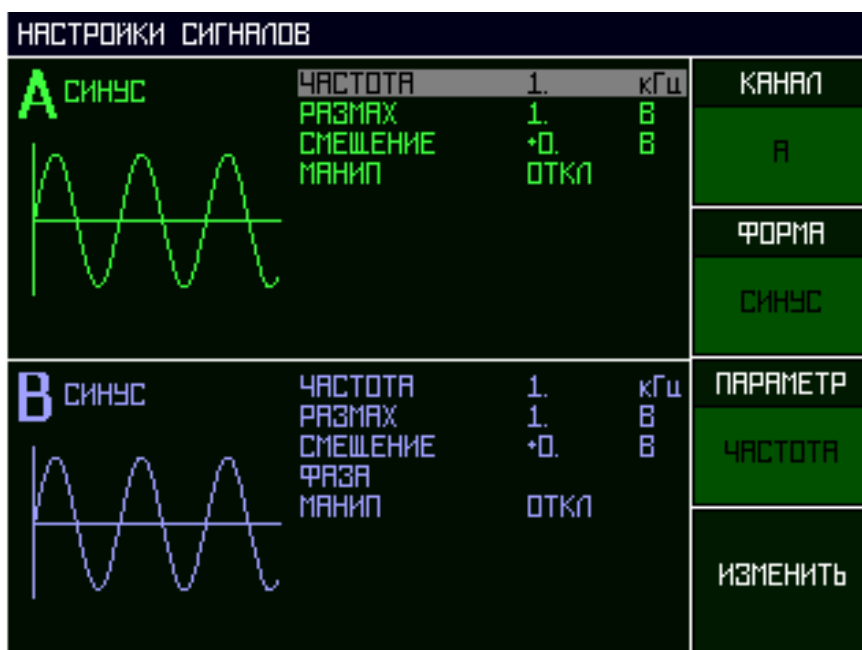 НАСТРОЙКИ СИГНАЛОВ
A СИНУС
ЧАСТОТА 1. кГц
РАЗМАХ 1. В
СМЕЩЕНИЕ +0. В
МАНИП ОТКЛ
B СИНУС
ЧАСТОТА 1. кГц
РАЗМАХ 1. В
СМЕЩЕНИЕ +0. В
ФАЗА
МАНИП ОТКЛ
КАНАЛ
A
ФОРМА
СИНУС
ПАРАМЕТР
ЧАСТОТА
ИЗМЕНИТЬ